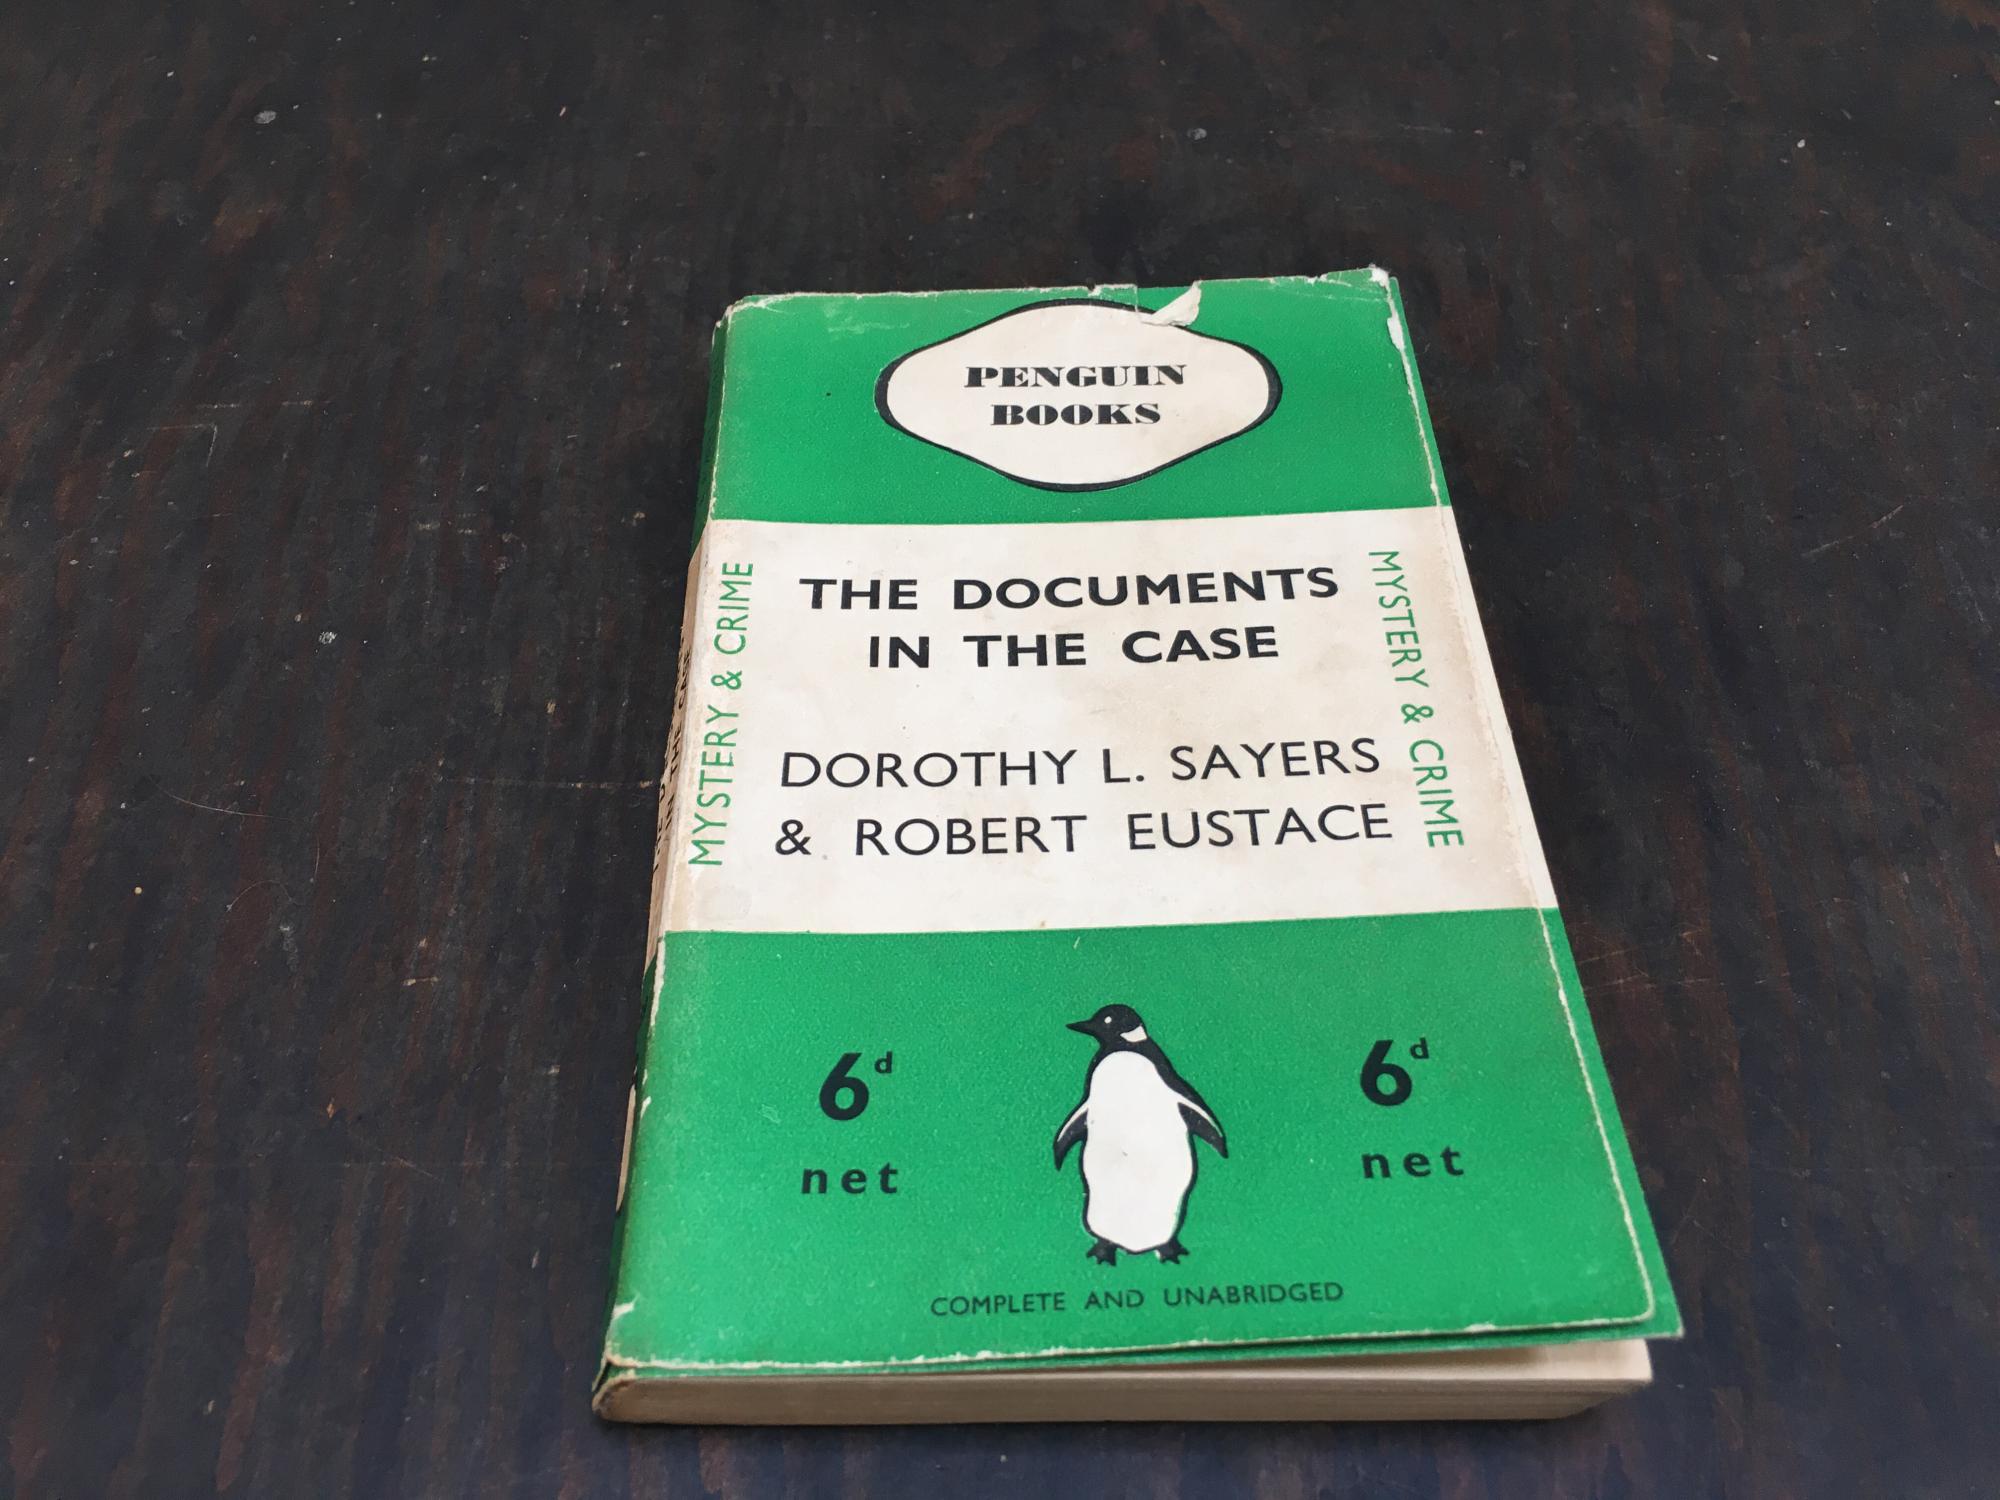 PENGUIN
BOOKS
MYSTERY & CRIME
THE DOCUMENTS
IN THE CASE
DOROTHY L. SAYERS
& ROBERT EUSTACE
MYSTERY & CRIME
6d
net
6d
net
COMPLETE AND UNABRIDGED